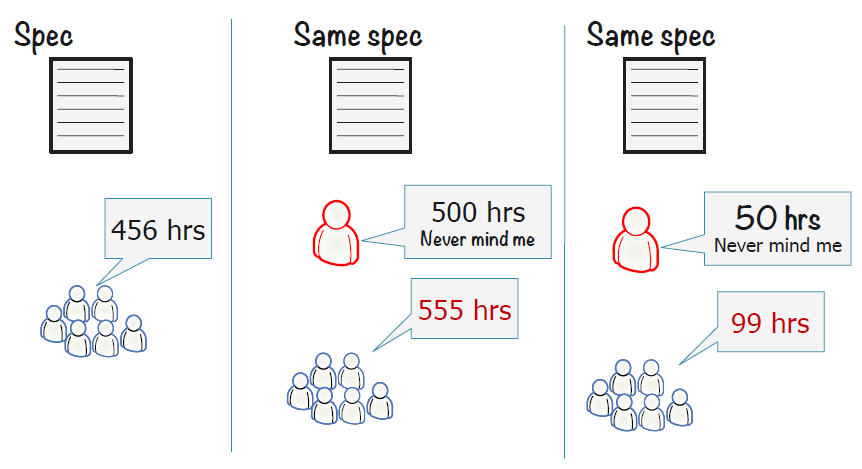 Spec
456 hrs
Same spec
500 hrs
Never mind me
555 hrs
Same spec
50 hrs
Never mind me
99 hrs